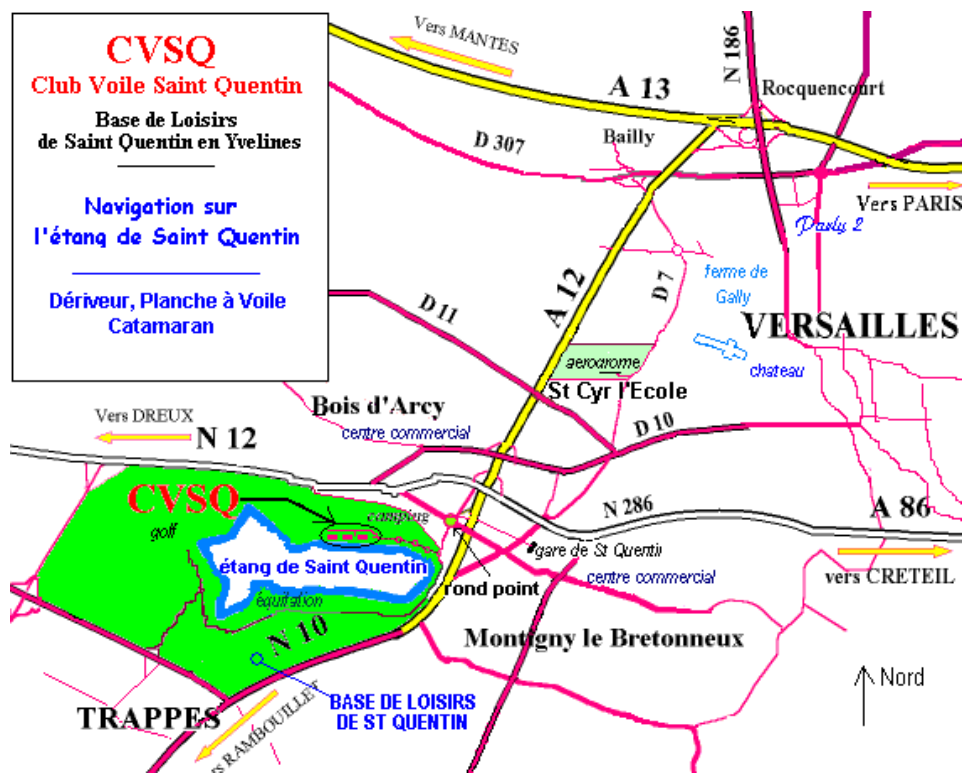 CVSQ
Club Voile Saint Quentin
Base de Loisirs
de Saint Quentin en Yvelines
Navigation sur
l'étang de Saint Quentin
Dériveur, Planche à Voile
Catamaran
Vers MANTES
A 13
N 186
Rocquencourt
Bailly
D 307
Vers PARIS
Parly 2
A 12
D 7
ferme de
Gally
D 11
VERSAILLES
aerodrome
chateau
St Cyr l'Ecole
Bois d'Arcy
Vers DREUX
N 12
centre commercial
D 10
CVSQ
camping
N 286
A 86
golf
gare de St Quentin
étang de Saint Quentin
rond point
centre commercial
vers CRETEIL
équitation
N 10
Montigny le Bretonneux
Nord
TRAPPES
BASE DE LOISIRS
DE ST QUENTIN
rs RAMBOUILLET